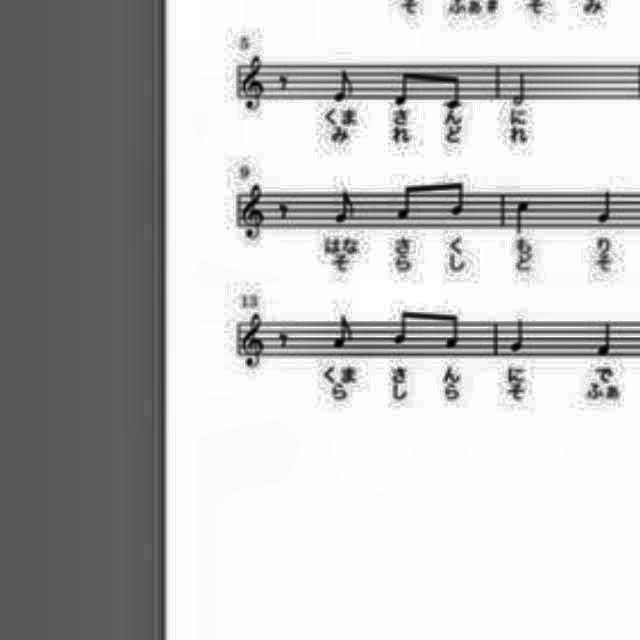 そ ふぁ# そ み
5
くま さ ん に
み れ ど れ
9
はな さ く も り
そ ら し ど そ
13
くま さ ん に で
ら し ら そ ふぁ